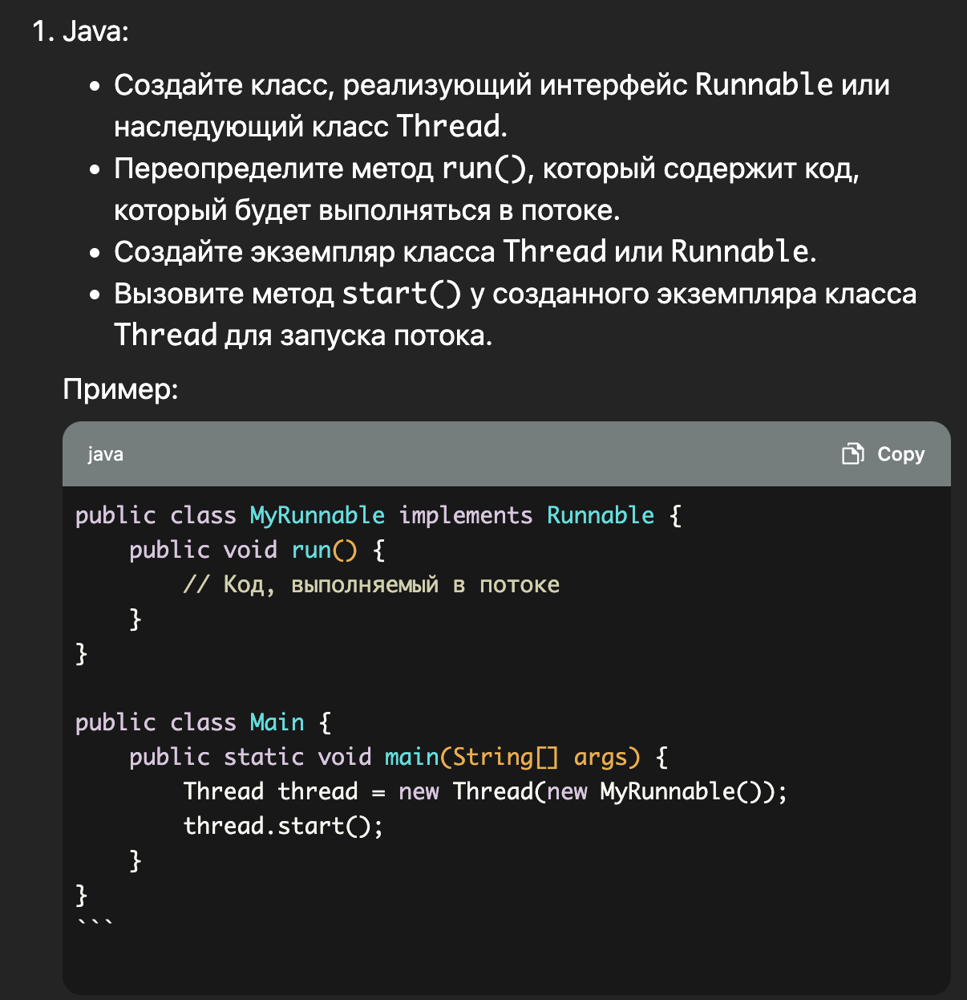 1. Java:
• Создайте класс, реализующий интерфейс Runnable или
наследующий класс Thread.
• Переопределите метод run(), который содержит код,
который будет выполняться в потоке.
• Создайте экземпляр класса Thread или Runnable.
• Вызовите метод start() у созданного экземпляра класса
Thread для запуска потока.
Пример:
java Copy
public class MyRunnable implements Runnable {
    public void run() {
        // Код, выполняемый в потоке
    }
}

public class Main {
    public static void main(String[] args) {
        Thread thread = new Thread(new MyRunnable());
        thread.start();
    }
}
```